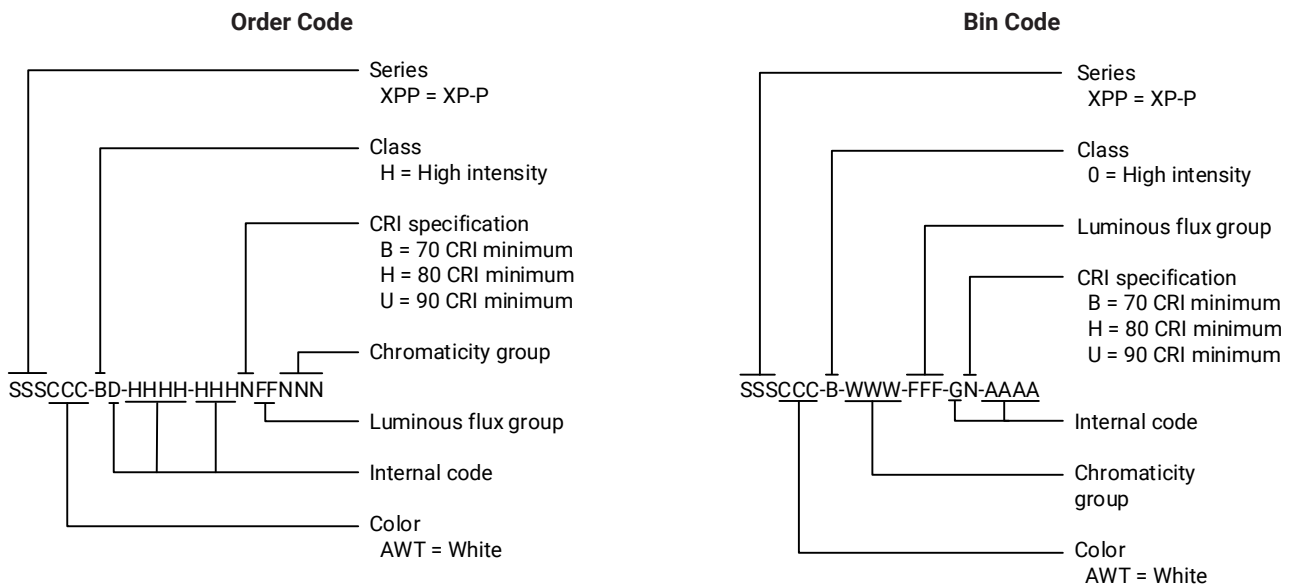 Order Code
Series
XPP = XP-P
Class
H = High intensity
CRI specification
B = 70 CRI minimum
H = 80 CRI minimum
U = 90 CRI minimum
Chromaticity group
SSSCCC-BD-HHHH-HHHNFFNNN
Luminous flux group
Internal code
Color
AWT = White
Bin Code
Series
XPP = XP-P
Class
0 = High intensity
Luminous flux group
CRI specification
B = 70 CRI minimum
H = 80 CRI minimum
U = 90 CRI minimum
SSSCCC-B-WWW-FFF-GN-AAAA
Internal code
Chromaticity
group
Color
AWT = White